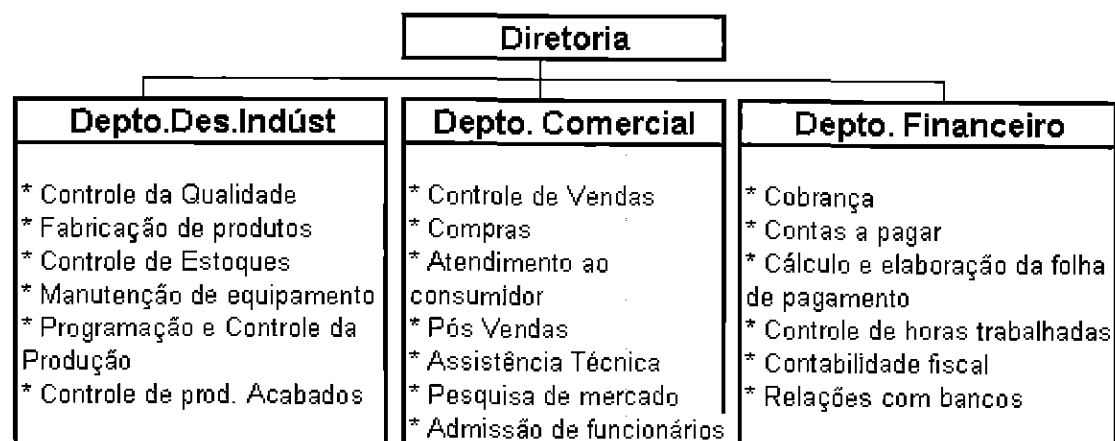 Diretoria
Depto.Des.Indúst
* Controle da Qualidade
* Fabricação de produtos
* Controle de Estoques
* Manutenção de equipamento
* Programação e Controle da
Produção
* Controle de prod. Acabados
Depto. Comercial
* Controle de Vendas
* Compras
* Atendimento ao
consumidor
* Pós Vendas
* Assistência Técnica
* Pesquisa de mercado
* Admissão de funcionários
Depto. Financeiro
* Cobrança
* Contas a pagar
* Cálculo e elaboração da folha
de pagamento
* Controle de horas trabalhadas
* Contabilidade fiscal
* Relações com bancos